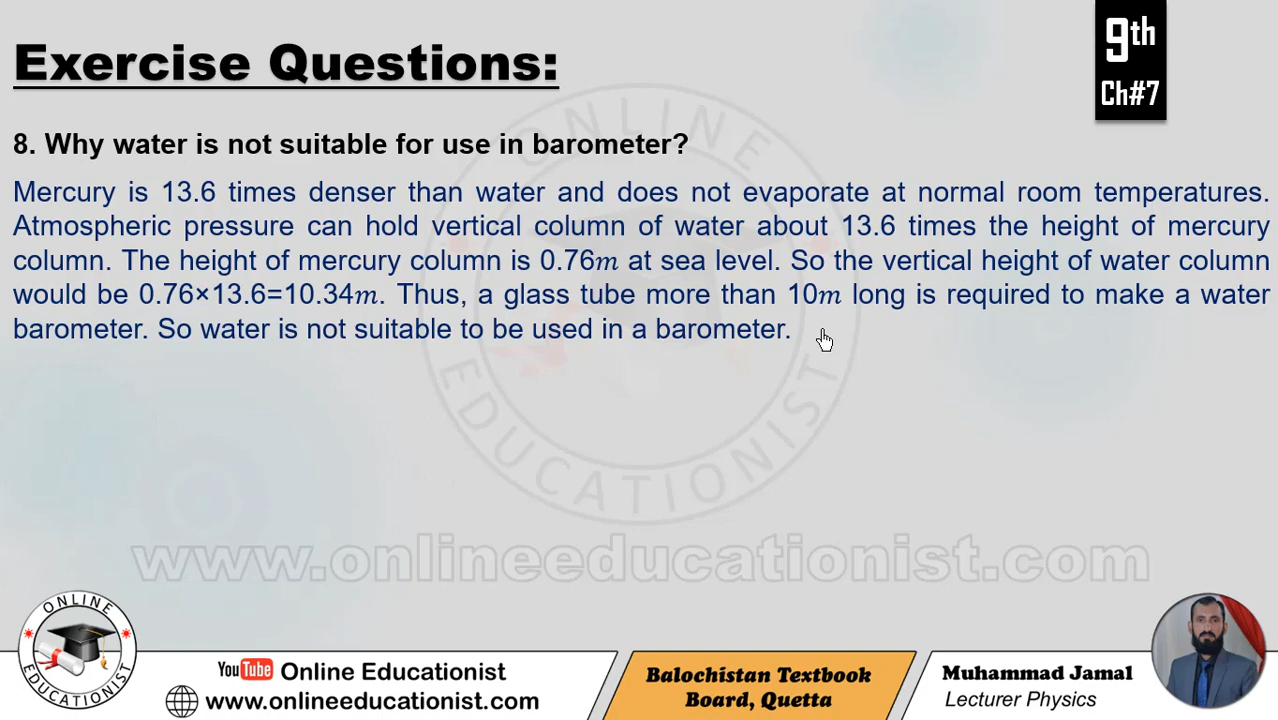 Exercise Questions:
9th
Ch#7
8. Why water is not suitable for use in barometer?
Mercury is 13.6 times denser than water and does not evaporate at normal room temperatures.
Atmospheric pressure can hold vertical column of water about 13.6 times the height of mercury
column. The height of mercury column is 0.76m at sea level. So the vertical height of water column
would be 0.76×13.6=10.34m. Thus, a glass tube more than 10m long is required to make a water
barometer. So water is not suitable to be used in a barometer.
ONLINE
EDUCATIONIST
www.onlineeducationist.com
ONLINE
EDUCATIONIST
YouTube Online Educationist
www.onlineeducationist.com
Balochistan Textbook
Board, Quetta
Muhammad Jamal
Lecturer Physics